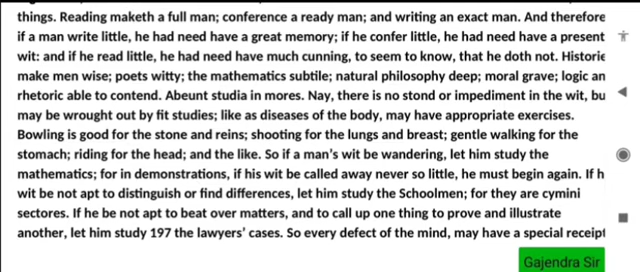 things. Reading maketh a full man; conference a ready man; and writing an exact man. And therefore
if a man write little, he had need have a great memory; if he confer little, he had need have a present
wit: and if he read little, he had need have much cunning, to seem to know, that he doth not. Historie
make men wise; poets witty; the mathematics subtile; natural philosophy deep; moral grave; logic an
rhetoric able to contend. Abeunt studia in mores. Nay, there is no stond or impediment in the wit, bu
may be wrought out by fit studies; like as diseases of the body, may have appropriate exercises.
Bowling is good for the stone and reins; shooting for the lungs and breast; gentle walking for the
stomach; riding for the head; and the like. So if a man's wit be wandering, let him study the
mathematics; for in demonstrations, if his wit be called away never so little, he must begin again. If h
wit be not apt to distinguish or find differences, let him study the Schoolmen; for they are cymini
sectores. If he be not apt to beat over matters, and to call up one thing to prove and illustrate
another, let him study 197 the lawyers' cases. So every defect of the mind, may have a special receipt
Gajendra Sir